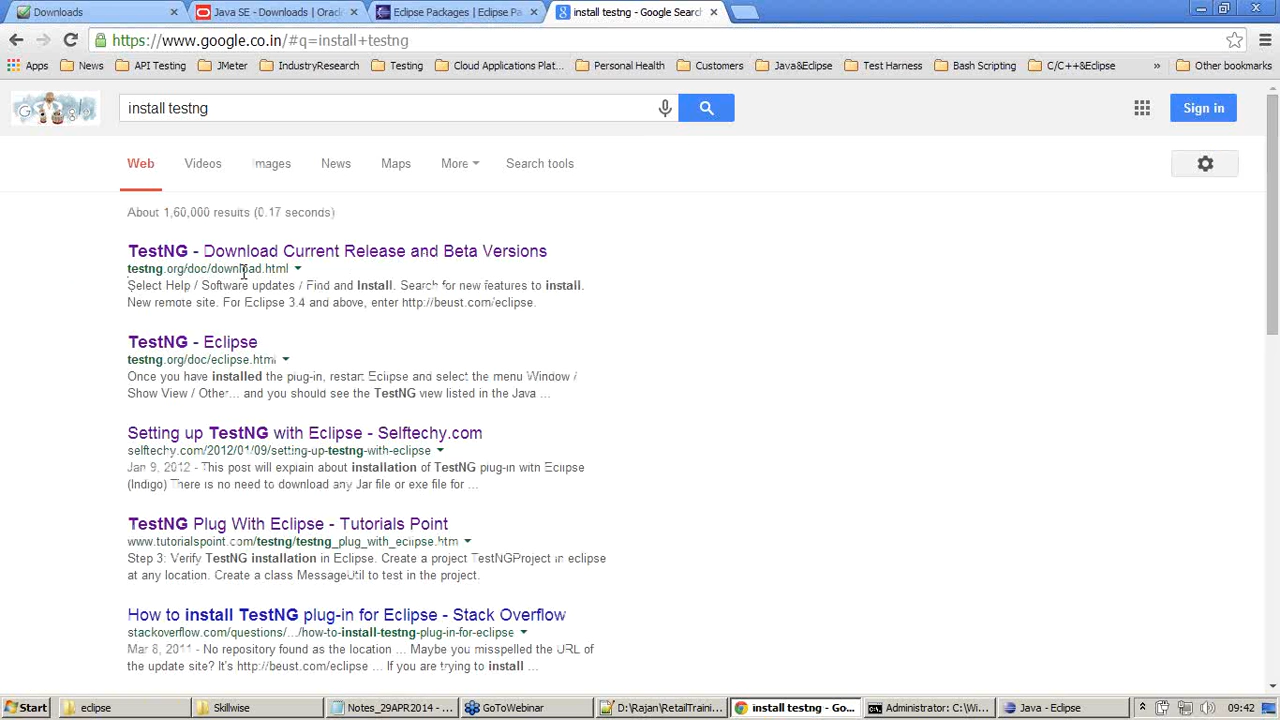 Downloads
Java SE - Downloads | Oracl
Eclipse Packages | Eclipse Pa
install testng - Google Searc
https://www.google.co.in/#q=install+testng
Apps News API Testing JMeter IndustryResearch Testing Cloud Applications Plat... Personal Health Customers Java&Eclipse Test Harness Bash Scripting C/C++&Eclipse » Other bookmarks
install testng
Sign in
Web Videos Images News Maps More Search tools
About 1,60,000 results (0.17 seconds)
TestNG - Download Current Release and Beta Versions
testng.org/doc/download.html
Select Help / Software updates / Find and Install. Search for new features to install.
New remote site. For Eclipse 3.4 and above, enter http://beust.com/eclipse.
TestNG - Eclipse
testng.org/doc/eclipse.html
Once you have installed the plug-in, restart Eclipse and select the menu Window /
Show View / Other... and you should see the TestNG view listed in the Java ...
Setting up TestNG with Eclipse - Selftechy.com
selftechy.com/2012/01/09/setting-up-testng-with-eclipse
Jan 9, 2012 - This post will explain about installation of TestNG plug-in with Eclipse
(Indigo) There is no need to download any Jar file or exe file for ...
TestNG Plug With Eclipse - Tutorials Point
www.tutorialspoint.com/testng/testng_plug_with_eclipse.htm
Step 3: Verify TestNG installation in Eclipse. Create a project TestNGProject in eclipse
at any location. Create a class MessageUtil to test in the project.
How to install TestNG plug-in for Eclipse - Stack Overflow
stackoverflow.com/questions/.../how-to-install-testng-plug-in-for-eclipse
Mar 8, 2011 - No repository found as the location ... Maybe you misspelled the URL of
the update site? It's http://beust.com/eclipse ... If you are trying to install ...
Start eclipse Skillwise Notes_29APR2014 - ... GoToWebinar D:\Rajan\RetailTraini... install testng - Go... Administrator: C:\Wi... Java - Eclipse 09:42